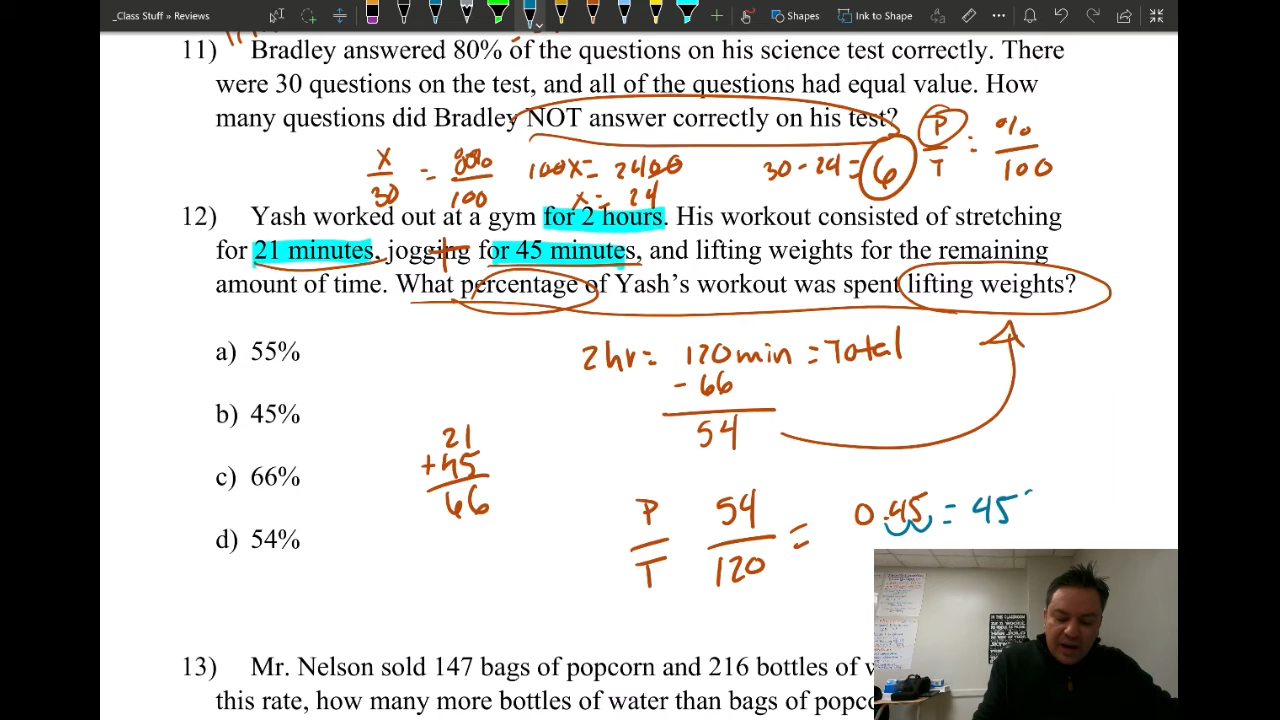 _Class Stuff » Reviews
Shapes
Ink to Shape
11) Bradley answered 80% of the questions on his science test correctly. There
were 30 questions on the test, and all of the questions had equal value. How
many questions did Bradley NOT answer correctly on his test?
P/T = %/100
x/30 = 80%/100 100x = 2400 30 - 24 = 6
x = 24
12) Yash worked out at a gym for 2 hours. His workout consisted of stretching
for 21 minutes, jogging for 45 minutes, and lifting weights for the remaining
amount of time. What percentage of Yash's workout was spent lifting weights?
a) 55%
b) 45%
c) 66%
d) 54%
2hr = 120min = Total
- 66
54
21
+45
66
P/T 54/120 = 0.45 = 45
13) Mr. Nelson sold 147 bags of popcorn and 216 bottles of
this rate, how many more bottles of water than bags of